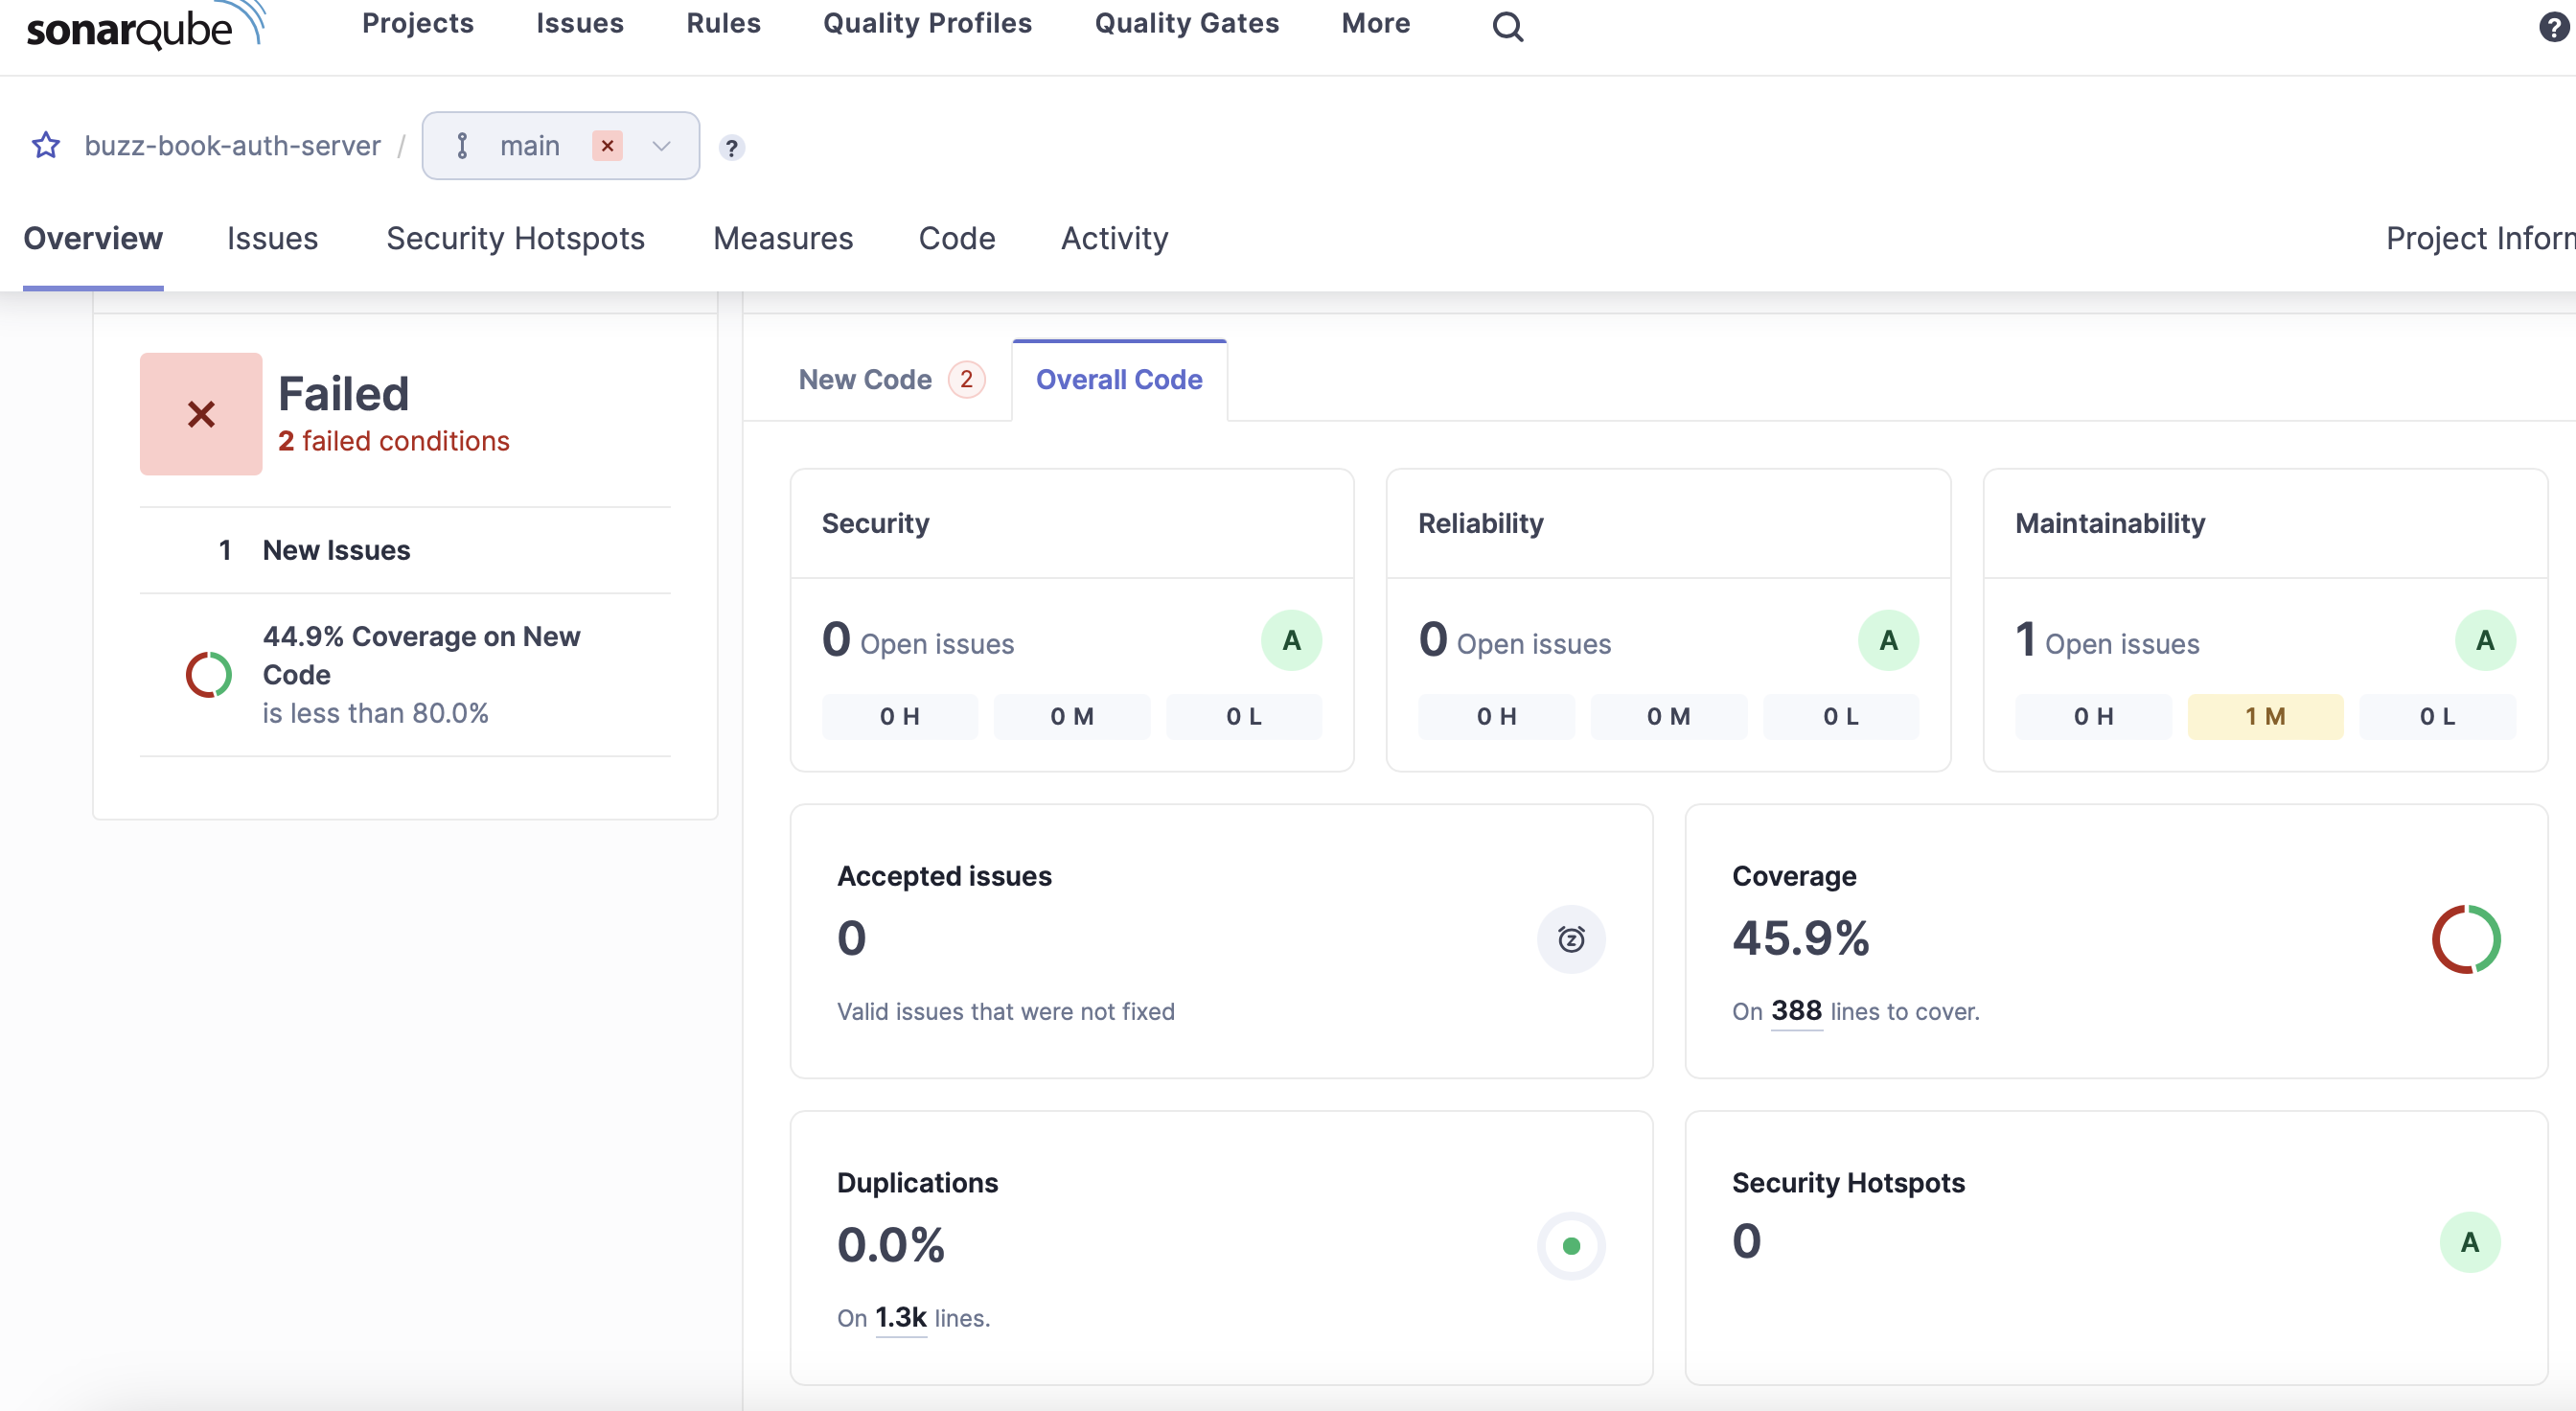 sonarqube
Projects Issues Rules Quality Profiles Quality Gates More
?
buzz-book-auth-server / main ?
Overview Issues Security Hotspots Measures Code Activity Project Inform
Failed
2 failed conditions
1 New Issues
44.9% Coverage on New
Code
is less than 80.0%
New Code 2 Overall Code
Security
0 Open issues A
0 H 0 M 0 L
Reliability
0 Open issues A
0 H 0 M 0 L
Maintainability
1 Open issues A
0 H 1 M 0 L
Accepted issues
0
Valid issues that were not fixed
Coverage
45.9%
On 388 lines to cover.
Duplications
0.0%
On 1.3k lines.
Security Hotspots
0
A